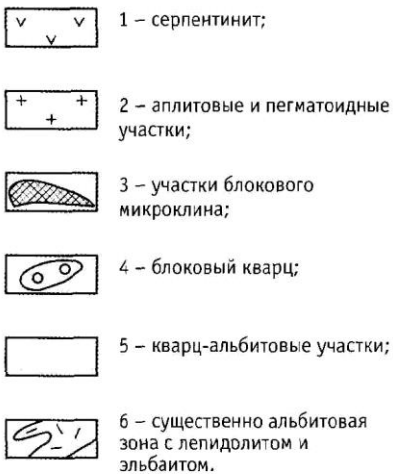 1 – серпентинит;
2 – аплитовые и пегматоидные
участки;
3 – участки блокового
микроклина;
4 – блоковый кварц;
5 – кварц-альбитовые участки;
6 – существенно альбитовая
зона с лепидолитом и
эльбаитом.